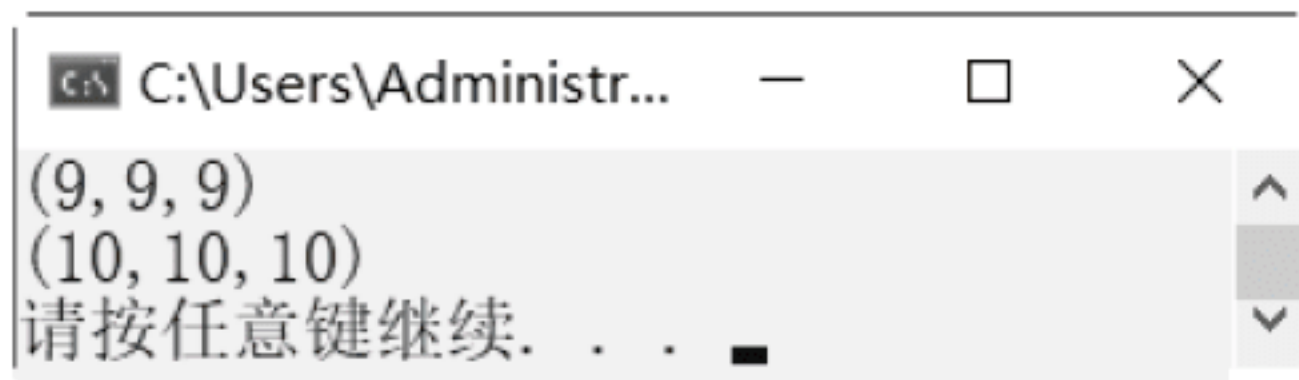 C:\Users\Administr...
(9, 9, 9)
(10, 10, 10)
请按任意键继续. . .